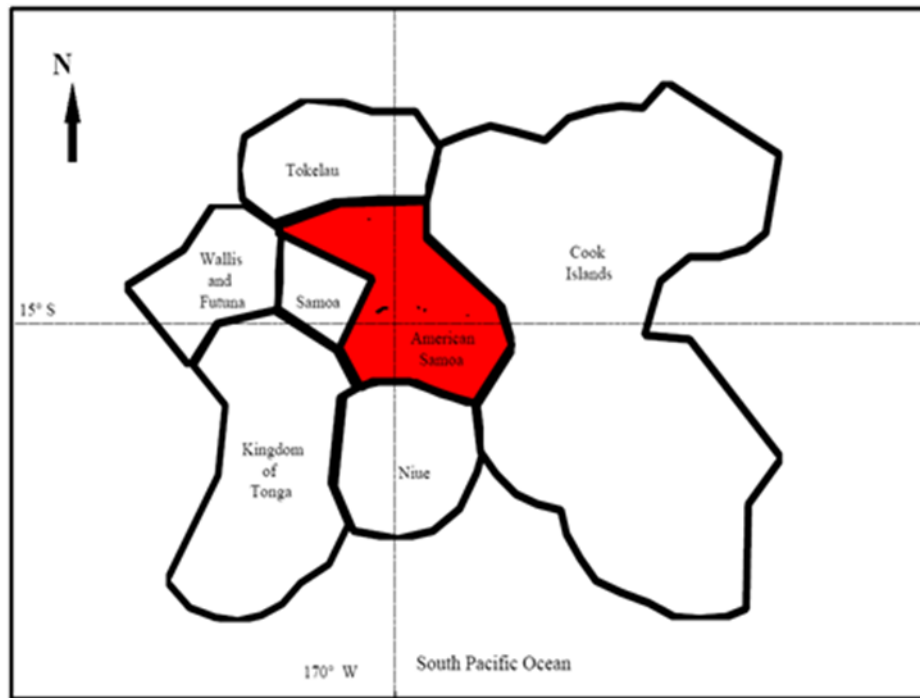 N
Tokelau
Wallis
and
Futuna
Samoa
Cook
Islands
15° S
American
Samoa
Kingdom
of
Tonga
Niue
170° W
South Pacific Ocean